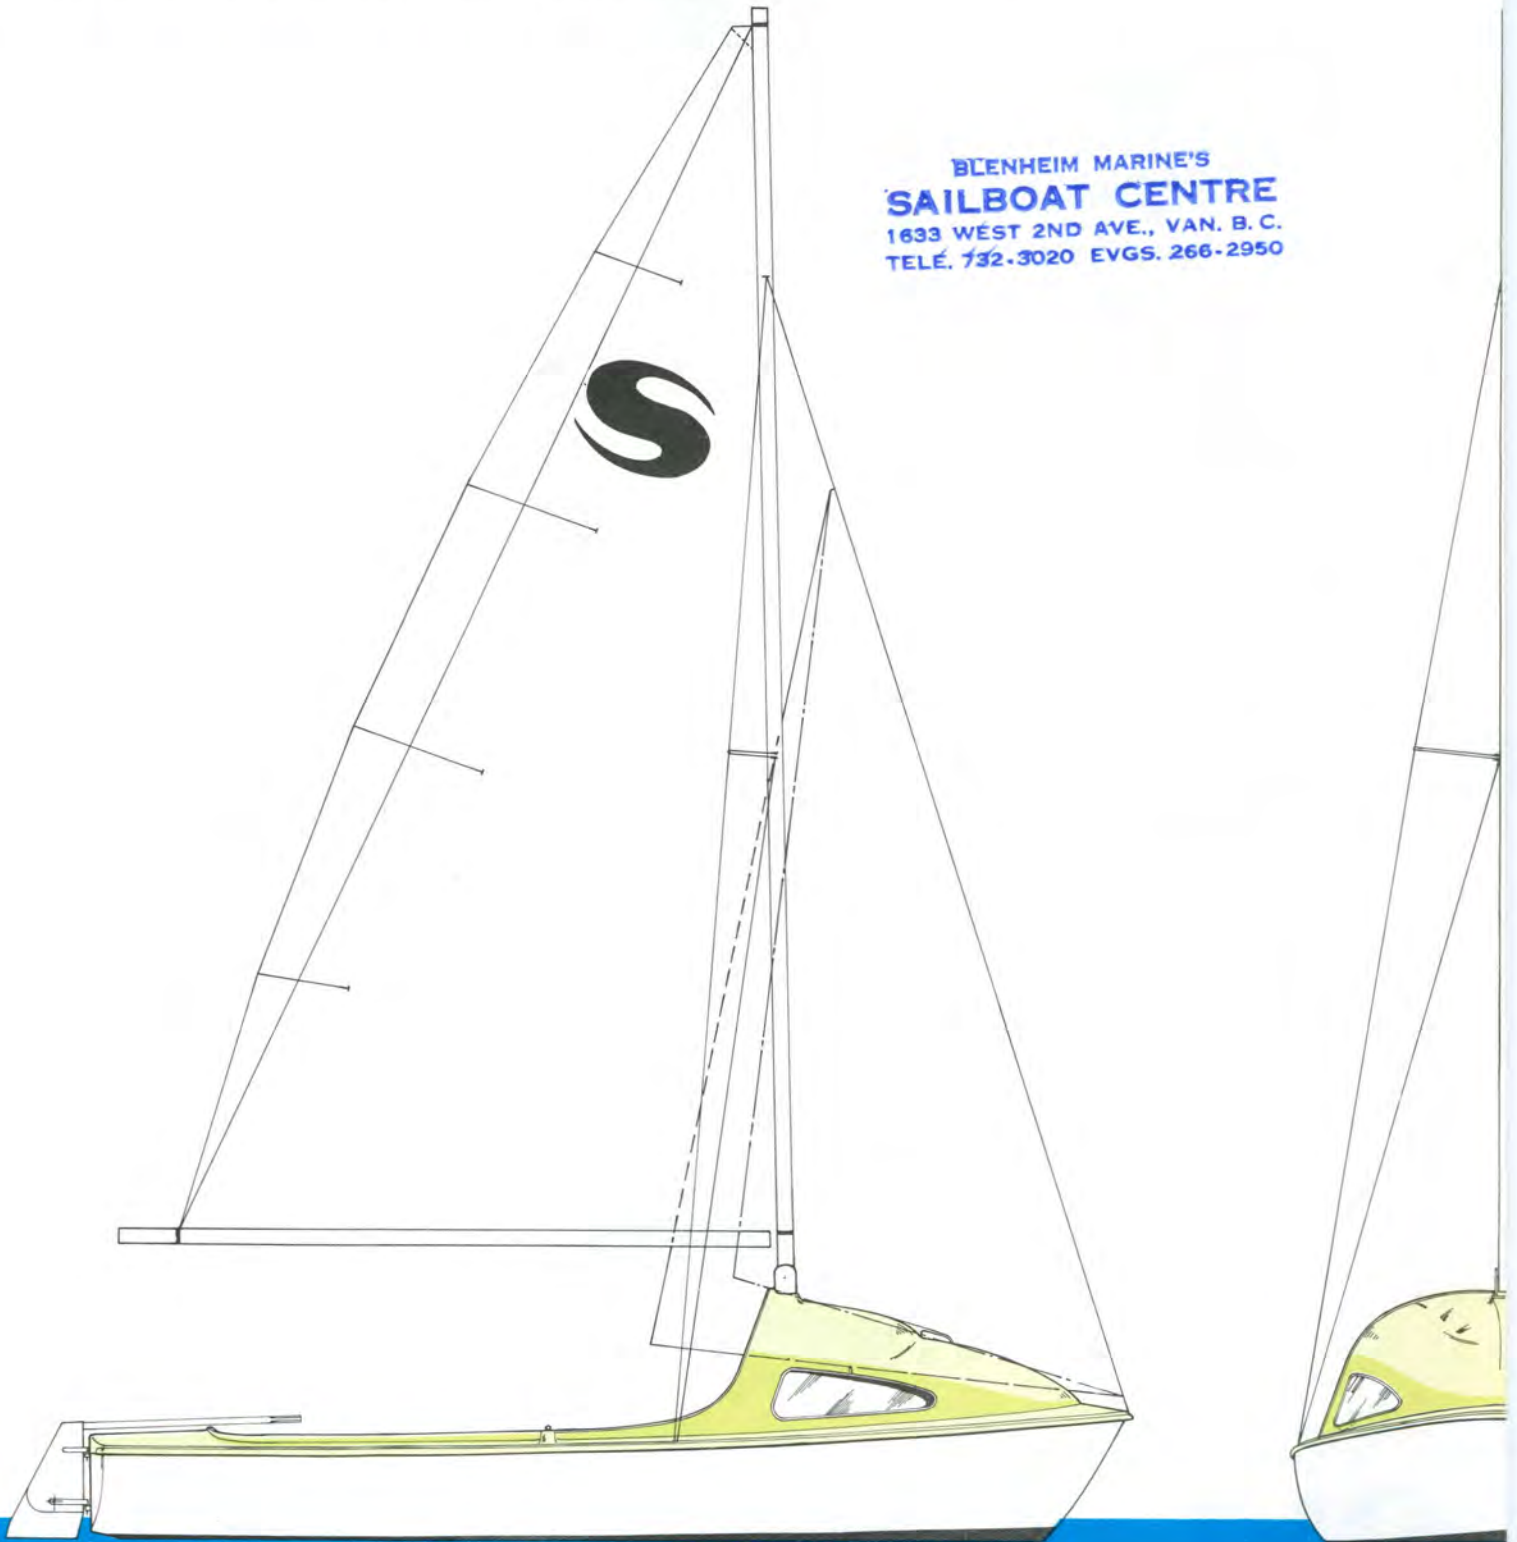 BLENHEIM MARINE'S
SAILBOAT CENTRE
1633 WEST 2ND AVE., VAN. B. C.
TELE. 732-3020 EVGS. 266-2950
S